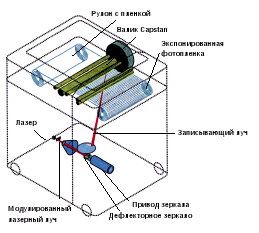 Рулон с пленкой
Валик Capstan
Экспонированная
фотопленка
Лазер
Записывающий луч
Привод зеркала
Модулированный
лазерный луч
Дефлекторное зеркало